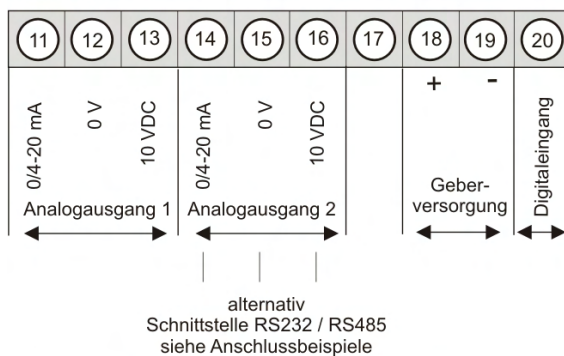 11 12 13 14 15 16 17 18 19 20
+ -
0/4-20 mA
0 V
10 VDC
0/4-20 mA
0 V
10 VDC
Analogausgang 1
Analogausgang 2
Geber-
versorgung
Digitaleingang
alternativ
Schnittstelle RS232 / RS485
siehe Anschlussbeispiele